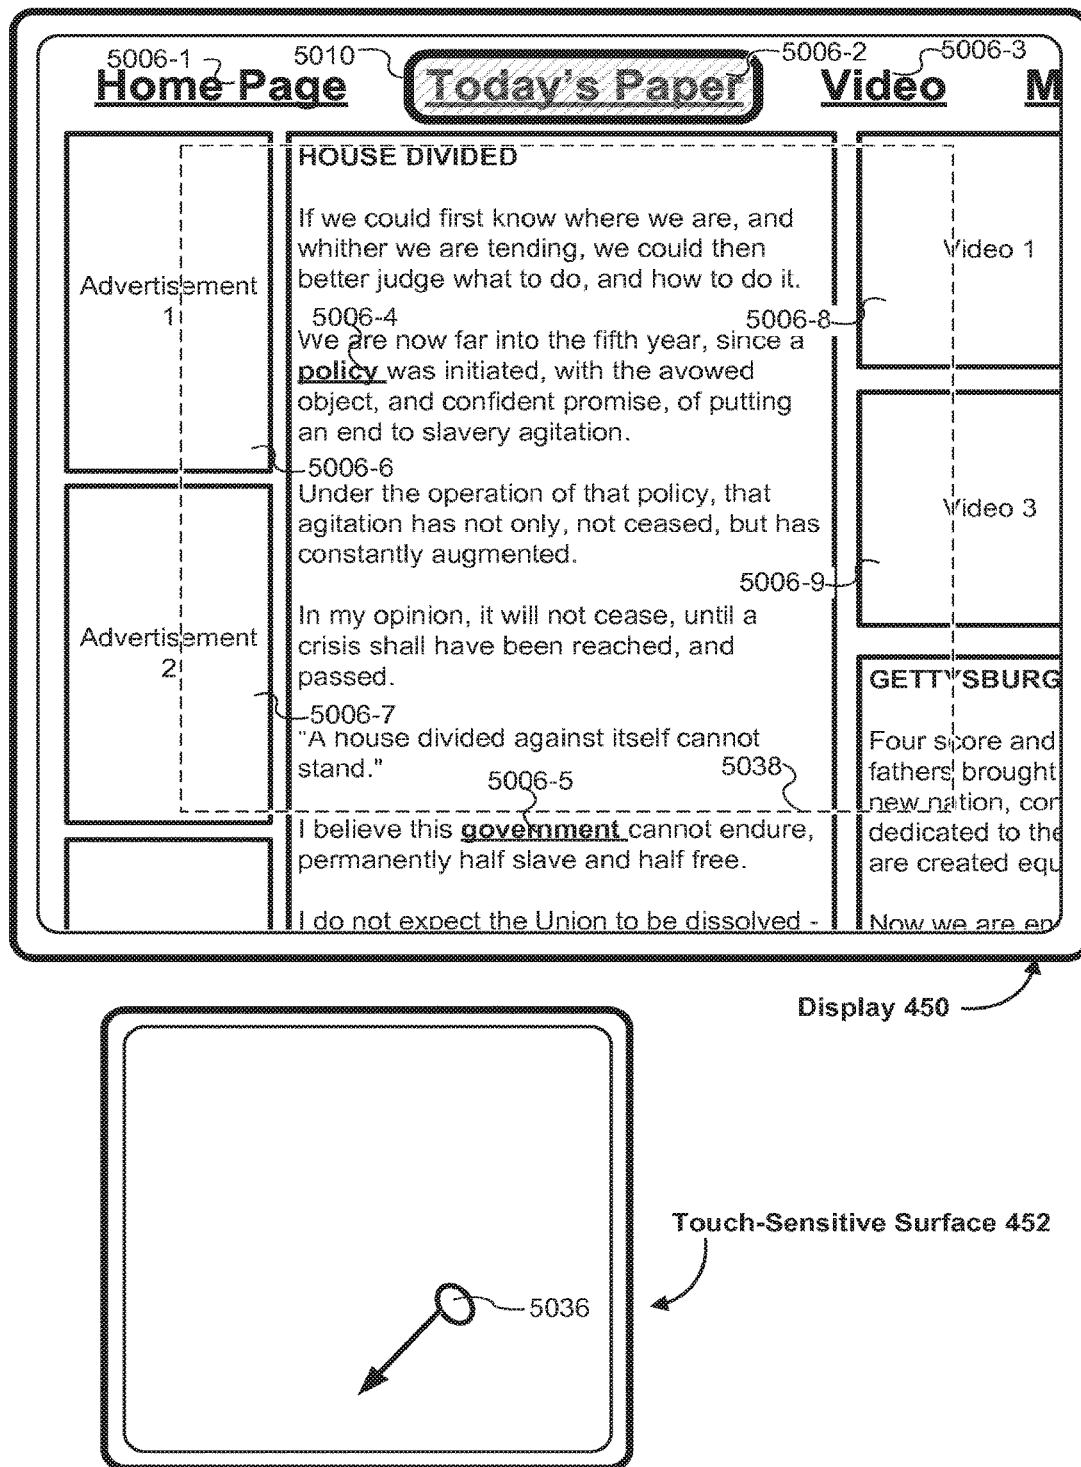 5006-1 5010 5006-2 5006-3
Home Page Today's Paper Video M
HOUSE DIVIDED
If we could first know where we are, and
whither we are tending, we could then
better judge what to do, and how to do it.
5006-4
We are now far into the fifth year, since a
policy was initiated, with the avowed
object, and confident promise, of putting
an end to slavery agitation.
5006-6
Under the operation of that policy, that
agitation has not only, not ceased, but has
constantly augmented.
In my opinion, it will not cease, until a
crisis shall have been reached, and
passed.
5006-7
"A house divided against itself cannot
stand."
5006-5
5038
I believe this government cannot endure,
permanently half slave and half free.
I do not expect the Union to be dissolved -
Advertisement
1
Advertisement
2
Video 1
5006-8
Video 3
5006-9
GETTYSBURG
Four score and
fathers brought
new nation, con
dedicated to the
are created equ
Now we are en
Display 450
Touch-Sensitive Surface 452
5036